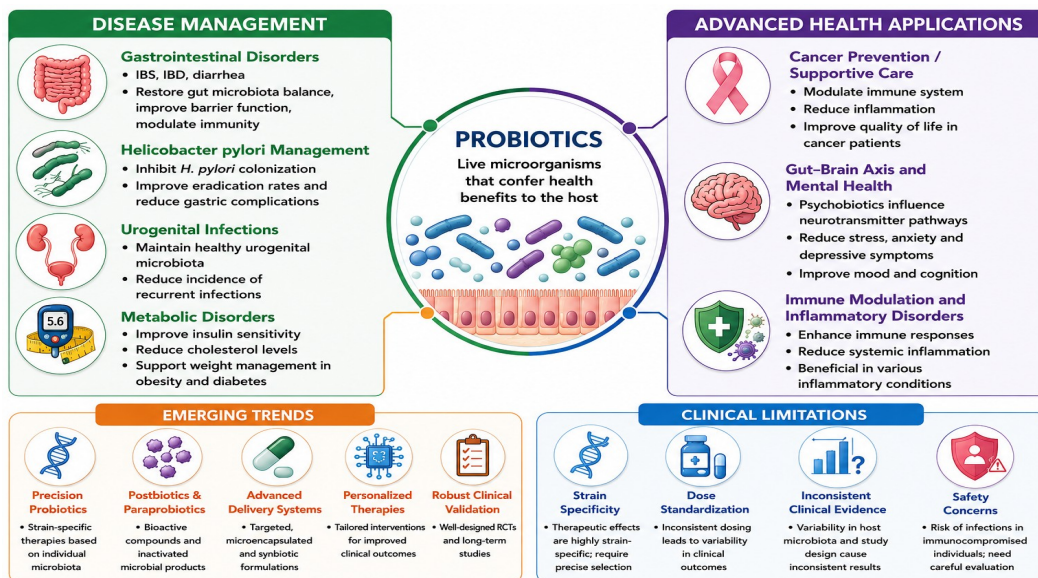 DISEASE MANAGEMENT
Gastrointestinal Disorders
• IBS, IBD, diarrhea
• Restore gut microbiota balance,
improve barrier function,
modulate immunity
Helicobacter pylori Management
• Inhibit H. pylori colonization
• Improve eradication rates and
reduce gastric complications
Urogenital Infections
• Maintain healthy urogenital
microbiota
• Reduce incidence of
recurrent infections
5.6
Metabolic Disorders
• Improve insulin sensitivity
• Reduce cholesterol levels
• Support weight management in
obesity and diabetes
PROBIOTICS
Live microorganisms
that confer health
benefits to the host
ADVANCED HEALTH APPLICATIONS
Cancer Prevention /
Supportive Care
• Modulate immune system
• Reduce inflammation
• Improve quality of life in
cancer patients
Gut–Brain Axis and
Mental Health
• Psychobiotics influence
neurotransmitter pathways
• Reduce stress, anxiety and
depressive symptoms
• Improve mood and cognition
Immune Modulation and
Inflammatory Disorders
• Enhance immune responses
• Reduce systemic inflammation
• Beneficial in various
inflammatory conditions
EMERGING TRENDS
Precision
Probiotics
• Strain-specific
therapies based
on individual
microbiota
Postbiotics &
Paraprobiotics
• Bioactive
compounds and
inactivated
microbial products
Advanced
Delivery Systems
• Targeted,
microencapsulated
and synbiotic
formulations
Personalized
Therapies
• Tailored interventions
for improved
clinical outcomes
Robust Clinical
Validation
• Well-designed RCTs
and long-term
studies
CLINICAL LIMITATIONS
Strain
Specificity
• Therapeutic effects
are highly strain-
specific; require
precise selection
Dose
Standardization
• Inconsistent dosing
leads to variability
in clinical
outcomes
?
Inconsistent
Clinical Evidence
• Variability in host
microbiota and study
design cause
inconsistent results
Safety
Concerns
• Risk of infections in
immunocompromised
individuals; need
careful evaluation